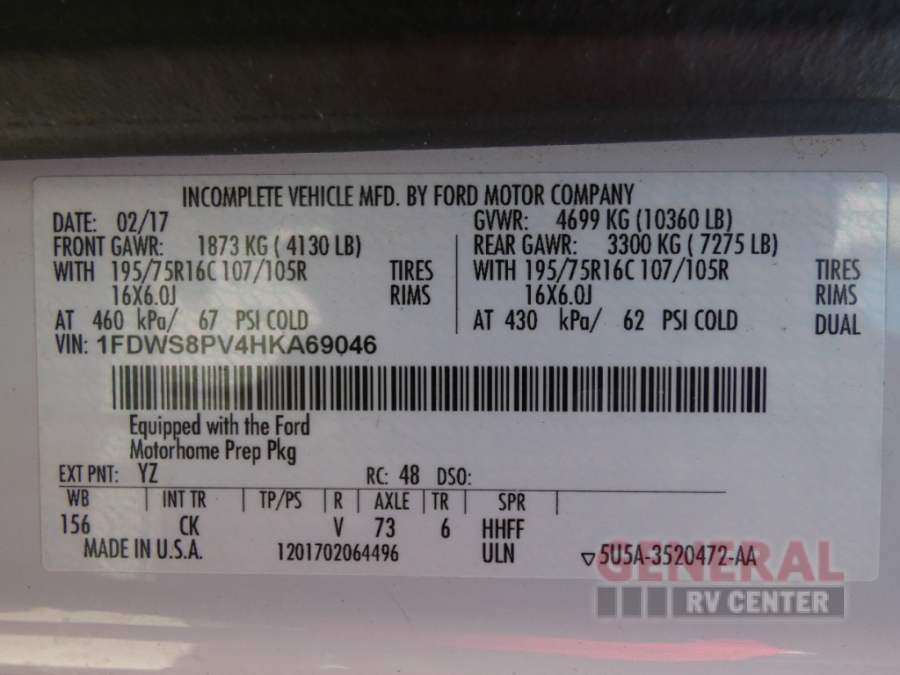 INCOMPLETE VEHICLE MFD. BY FORD MOTOR COMPANY
DATE: 02/17 GVWR: 4699 KG (10360 LB)
FRONT GAWR: 1873 KG ( 4130 LB) REAR GAWR: 3300 KG ( 7275 LB)
WITH 195/75R16C 107/105R TIRES WITH 195/75R16C 107/105R TIRES
16X6.0J RIMS 16X6.0J RIMS
AT 460 kPa/ 67 PSI COLD AT 430 kPa/ 62 PSI COLD DUAL
VIN: 1FDWS8PV4HKA69046
Equipped with the Ford
Motorhome Prep Pkg
EXT PNT: YZ RC: 48 DSO:
WB INT TR TP/PS R AXLE TR SPR
156 CK V 73 6 HHFF
MADE IN U.S.A. 1201702064496 ULN ▽5U5A-3520472-AA
GENERAL
RV CENTER